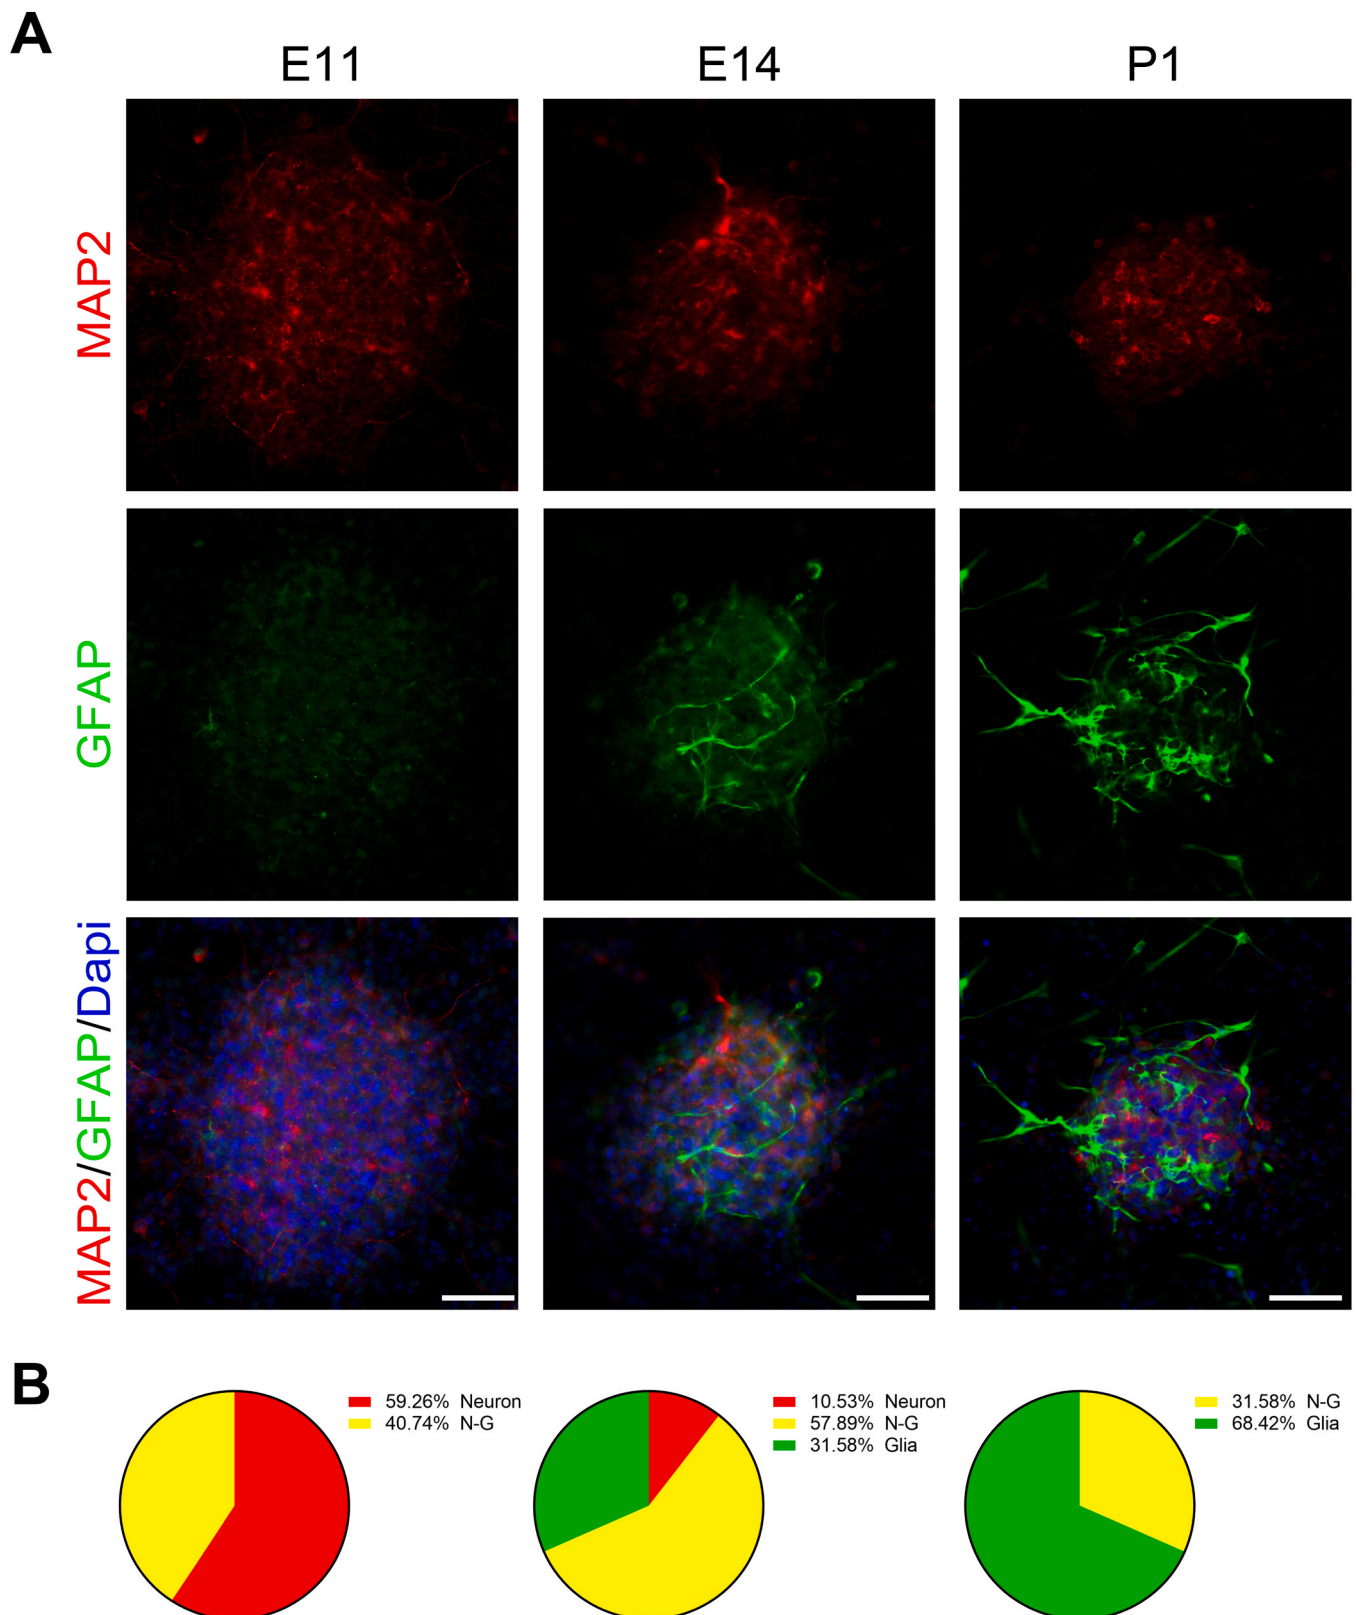 A
E11
E14
P1
MAP2
GFAP
MAP2/GFAP/Dapi
B
59.26% Neuron
40.74% N-G
10.53% Neuron
57.89% N-G
31.58% Glia
31.58% N-G
68.42% Glia